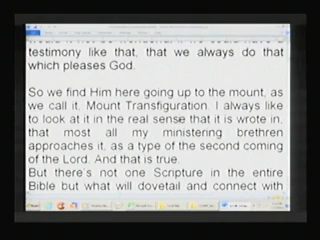 testimony like that, that we always do that
which pleases God.
So we find Him here going up to the mount, as
we call it, Mount Transfiguration. I always like
to look at it in the real sense that it is wrote in,
that most all my ministering brethren
approaches it, as a type of the second coming
of the Lord. And that is true.
But there's not one Scripture in the entire
Bible but what will dovetail and connect with